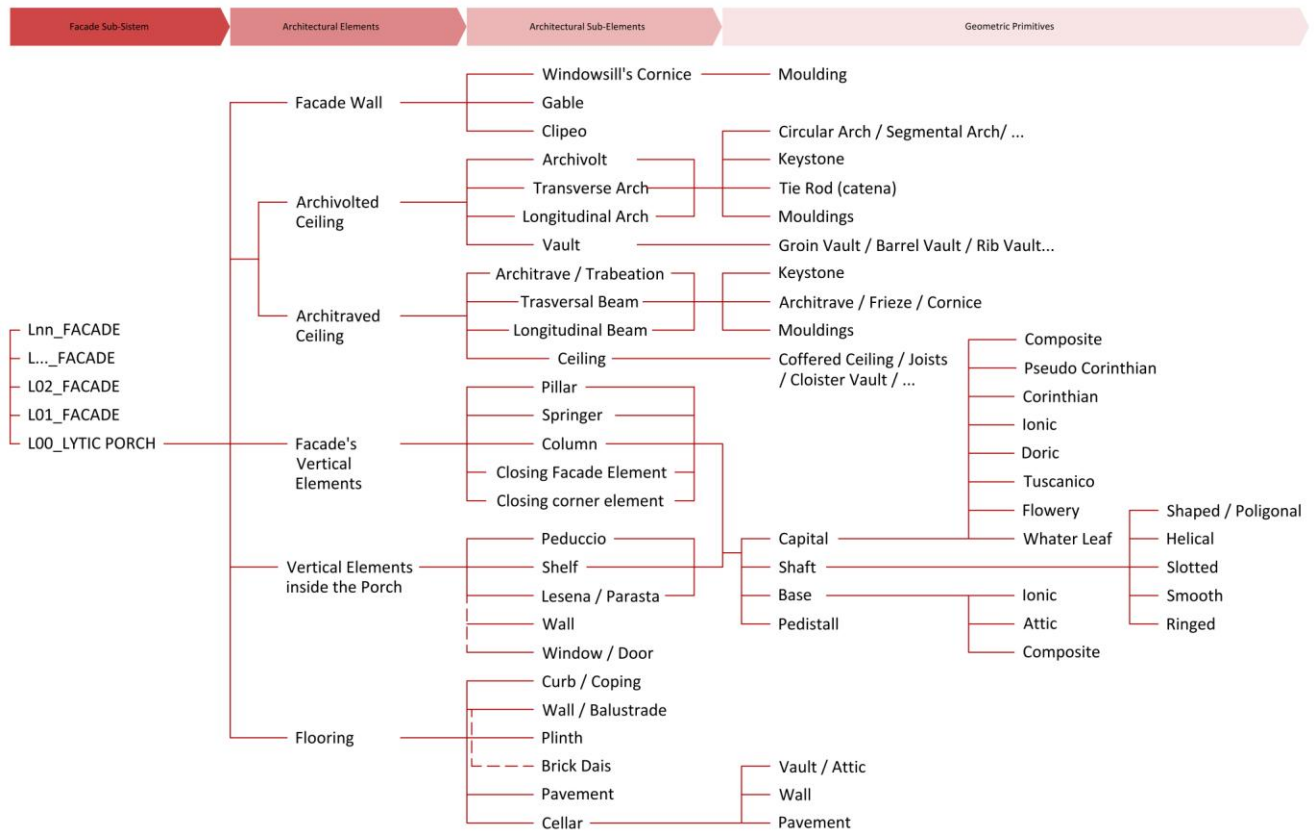 Facade Sub-Sistem
Architectural Elements
Architectural Sub-Elements
Geometric Primitives
Windowsill's Cornice
Moulding
Facade Wall
Gable
Clipeo
Circular Arch / Segmental Arch/ ...
Archivolt
Keystone
Archivolted
Ceiling
Transverse Arch
Tie Rod (catena)
Longitudinal Arch
Mouldings
Vault
Groin Vault / Barrel Vault / Rib Vault...
Architrave / Trabeation
Keystone
Architraved
Ceiling
Trasversal Beam
Architrave / Frieze / Cornice
Longitudinal Beam
Mouldings
Ceiling
Coffered Ceiling / Joists
/ Cloister Vault / ...
Lnn_FACADE
L..._FACADE
L02_FACADE
L01_FACADE
L00_LYTIC PORCH
Pillar
Springer
Facade's
Vertical
Elements
Column
Closing Facade Element
Closing corner element
Composite
Pseudo Corinthian
Corinthian
Ionic
Doric
Tuscanico
Flowery
Whater Leaf
Shaped / Poligonal
Helical
Slotted
Smooth
Ringed
Peduccio
Capital
Vertical Elements
inside the Porch
Shelf
Shaft
Lesena / Parasta
Base
Ionic
Wall
Pedistall
Attic
Window / Door
Composite
Curb / Coping
Wall / Balustrade
Flooring
Plinth
Brick Dais
Vault / Attic
Pavement
Wall
Cellar
Pavement